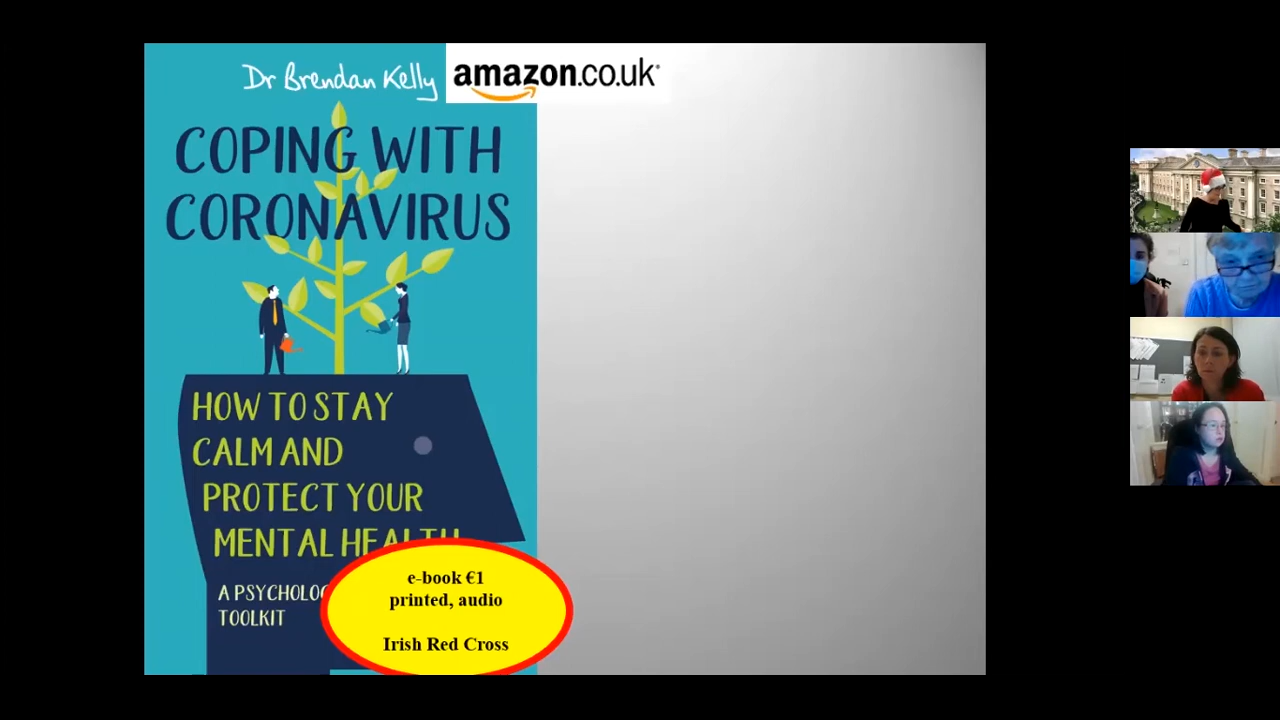 Dr Brendan Kelly
amazon.co.uk
COPING WITH
CORONAVIRUS
HOW TO STAY
CALM AND
PROTECT YOUR
MENTAL HEALTH
A PSYCHOLOG
TOOLKIT
e-book €1
printed, audio
Irish Red Cross